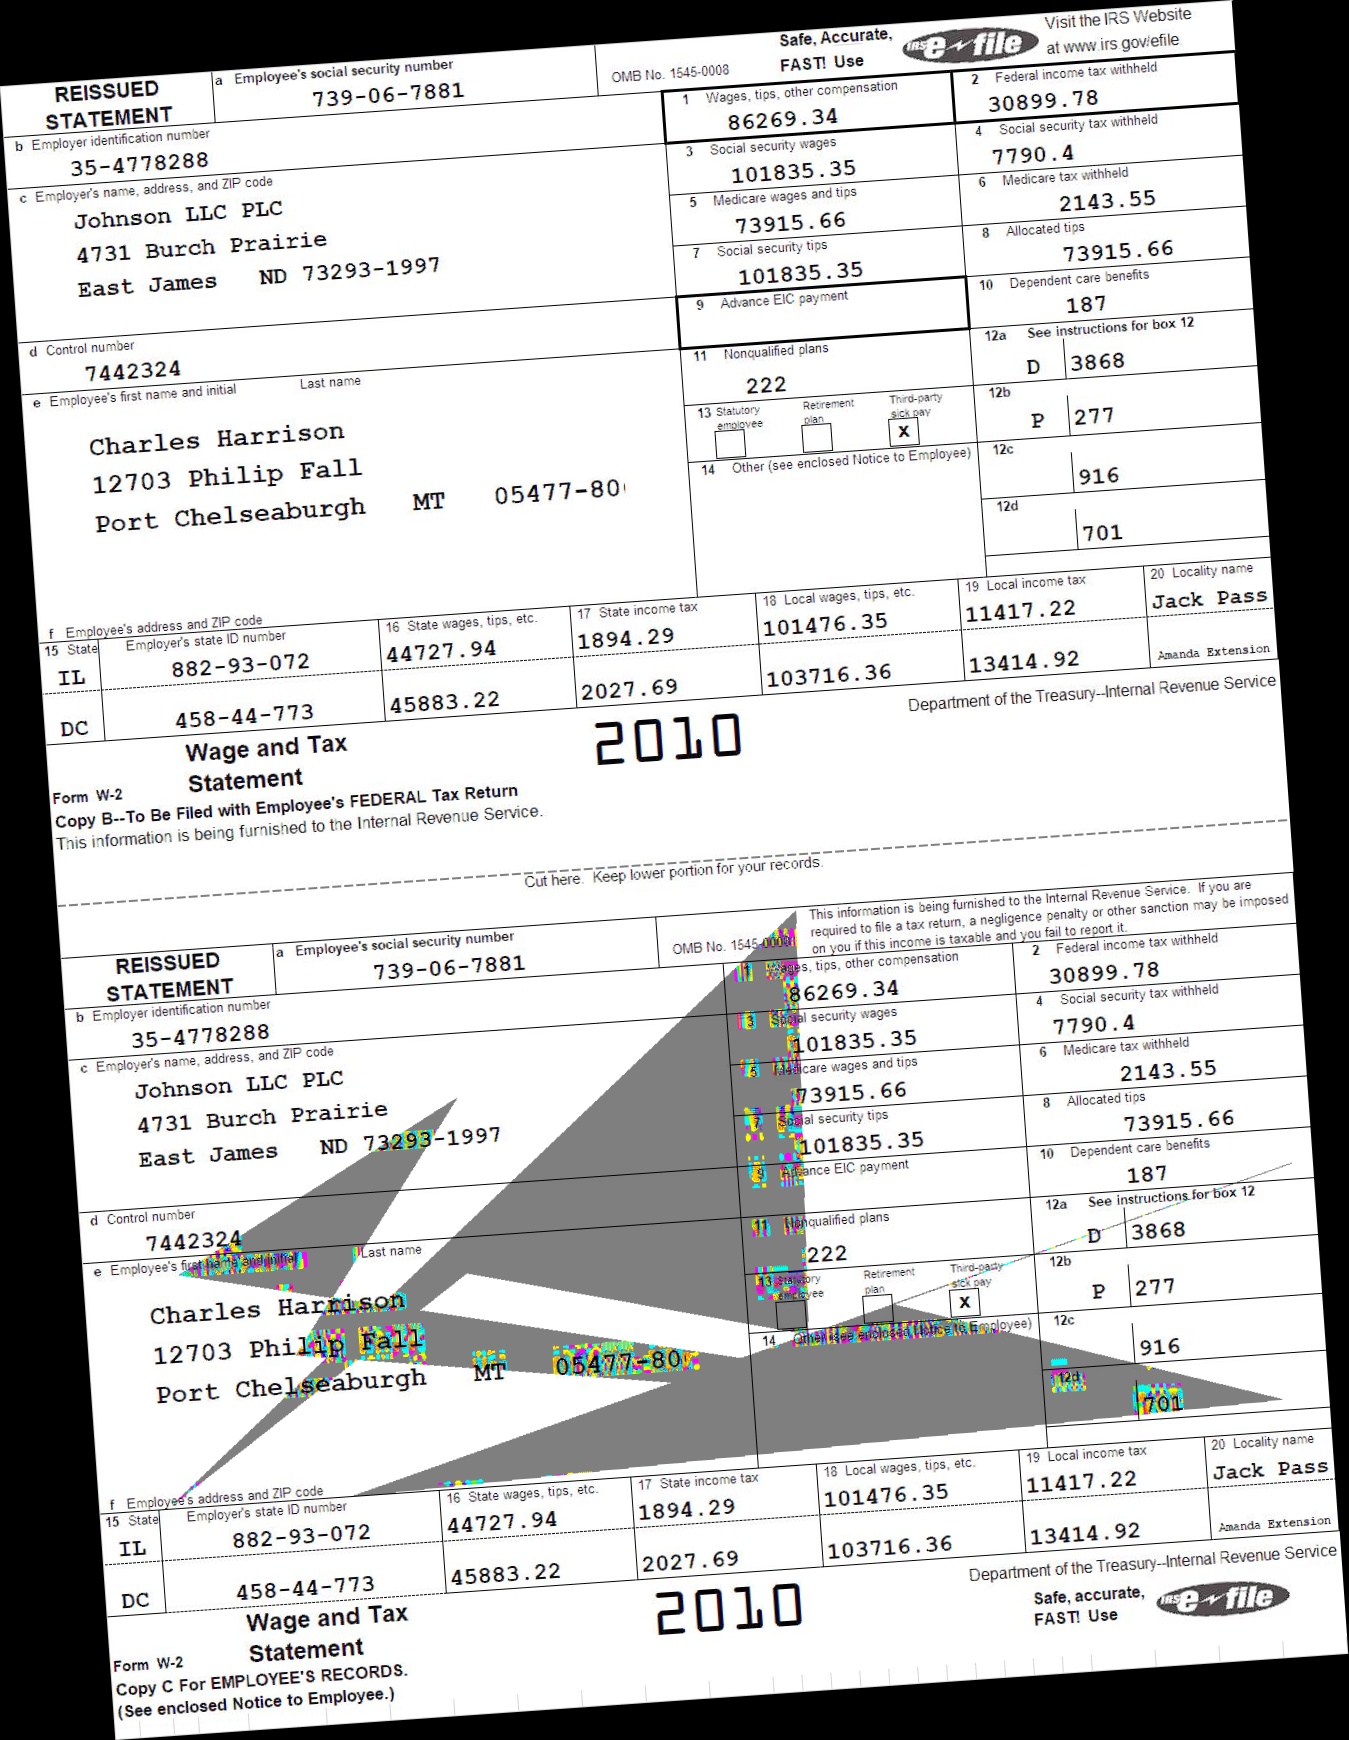 Safe, Accurate,
FAST! Use
IRS e-file
Visit the IRS Website
at www.irs.gov/efile
REISSUED
STATEMENT
a Employee's social security number
739-06-7881
OMB No. 1545-0008
1 Wages, tips, other compensation
86269.34
2 Federal income tax withheld
30899.78
b Employer identification number
35-4778288
3 Social security wages
101835.35
4 Social security tax withheld
7790.4
c Employer's name, address, and ZIP code
Johnson LLC PLC
4731 Burch Prairie
East James ND 73293-1997
5 Medicare wages and tips
73915.66
6 Medicare tax withheld
2143.55
7 Social security tips
101835.35
8 Allocated tips
73915.66
9 Advance EIC payment
10 Dependent care benefits
187
d Control number
7442324
11 Nonqualified plans
222
12a See instructions for box 12
D 3868
e Employee's first name and initial Last name
Charles Harrison
12703 Philip Fall
Port Chelseaburgh MT 05477-80
13 Statutory employee
Retirement plan
Third-party sick pay
X
12b
P 277
14 Other (see enclosed Notice to Employee)
12c
916
12d
701
f Employee's address and ZIP code
15 State Employer's state ID number
16 State wages, tips, etc.
17 State income tax
18 Local wages, tips, etc.
19 Local income tax
20 Locality name
IL 882-93-072 44727.94 1894.29 101476.35 11417.22 Jack Pass
DC 458-44-773 45883.22 2027.69 103716.36 13414.92 Amanda Extension
Form W-2
Wage and Tax
Statement
2010
Department of the Treasury--Internal Revenue Service
Copy B--To Be Filed with Employee's FEDERAL Tax Return
This information is being furnished to the Internal Revenue Service.
Cut here. Keep lower portion for your records.
REISSUED
STATEMENT
a Employee's social security number
739-06-7881
OMB No. 1545-0008
This information is being furnished to the Internal Revenue Service. If you are
required to file a tax return, a negligence penalty or other sanction may be imposed
on you if this income is taxable and you fail to report it.
1 Wages, tips, other compensation
86269.34
2 Federal income tax withheld
30899.78
b Employer identification number
35-4778288
3 Social security wages
101835.35
4 Social security tax withheld
7790.4
c Employer's name, address, and ZIP code
Johnson LLC PLC
4731 Burch Prairie
East James ND 73293-1997
5 Medicare wages and tips
73915.66
6 Medicare tax withheld
2143.55
7 Social security tips
101835.35
8 Allocated tips
73915.66
9 Advance EIC payment
10 Dependent care benefits
187
d Control number
7442324
11 Nonqualified plans
222
12a See instructions for box 12
D 3868
e Employee's first name and initial Last name
Charles Harrison
12703 Philip Fall
Port Chelseaburgh MT 05477-80
13 Statutory employee
Retirement plan
Third-party sick pay
X
12b
P 277
14 Other (see enclosed Notice to Employee)
12c
916
12d
701
f Employee's address and ZIP code
15 State Employer's state ID number
16 State wages, tips, etc.
17 State income tax
18 Local wages, tips, etc.
19 Local income tax
20 Locality name
IL 882-93-072 44727.94 1894.29 101476.35 11417.22 Jack Pass
DC 458-44-773 45883.22 2027.69 103716.36 13414.92 Amanda Extension
Form W-2
Wage and Tax
Statement
2010
Department of the Treasury--Internal Revenue Service
Safe, accurate,
FAST! Use
IRS e-file
Copy C For EMPLOYEE'S RECORDS.
(See enclosed Notice to Employee.)